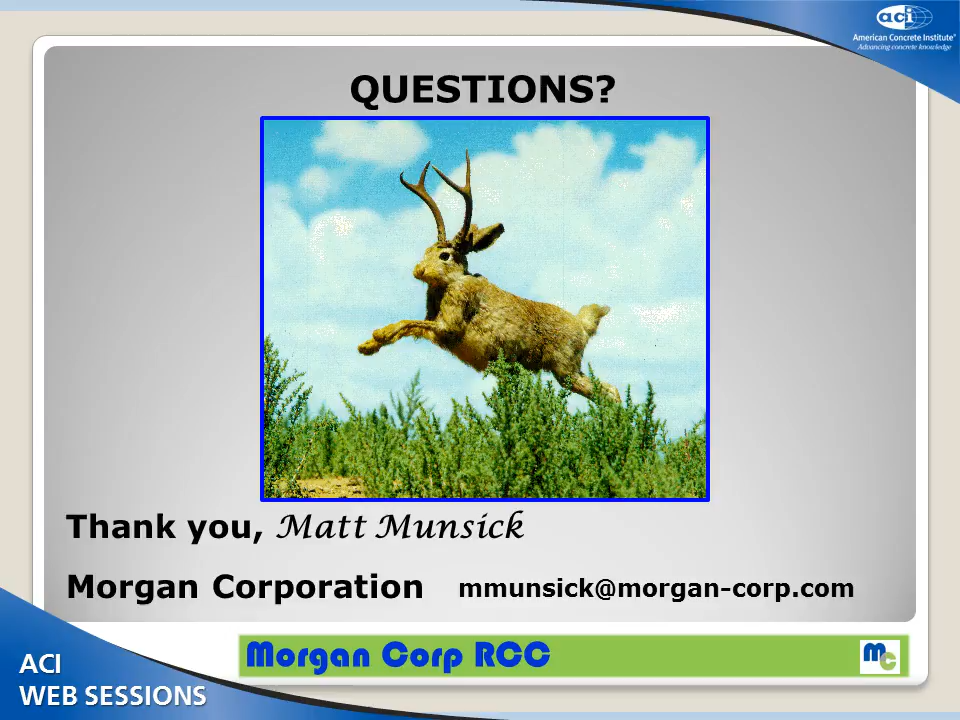 aci
American Concrete Institute®
Advancing concrete knowledge
QUESTIONS?
Thank you, Matt Munsick
Morgan Corporation mmunsick@morgan-corp.com
Morgan Corp RCC
MC
ACI
WEB SESSIONS